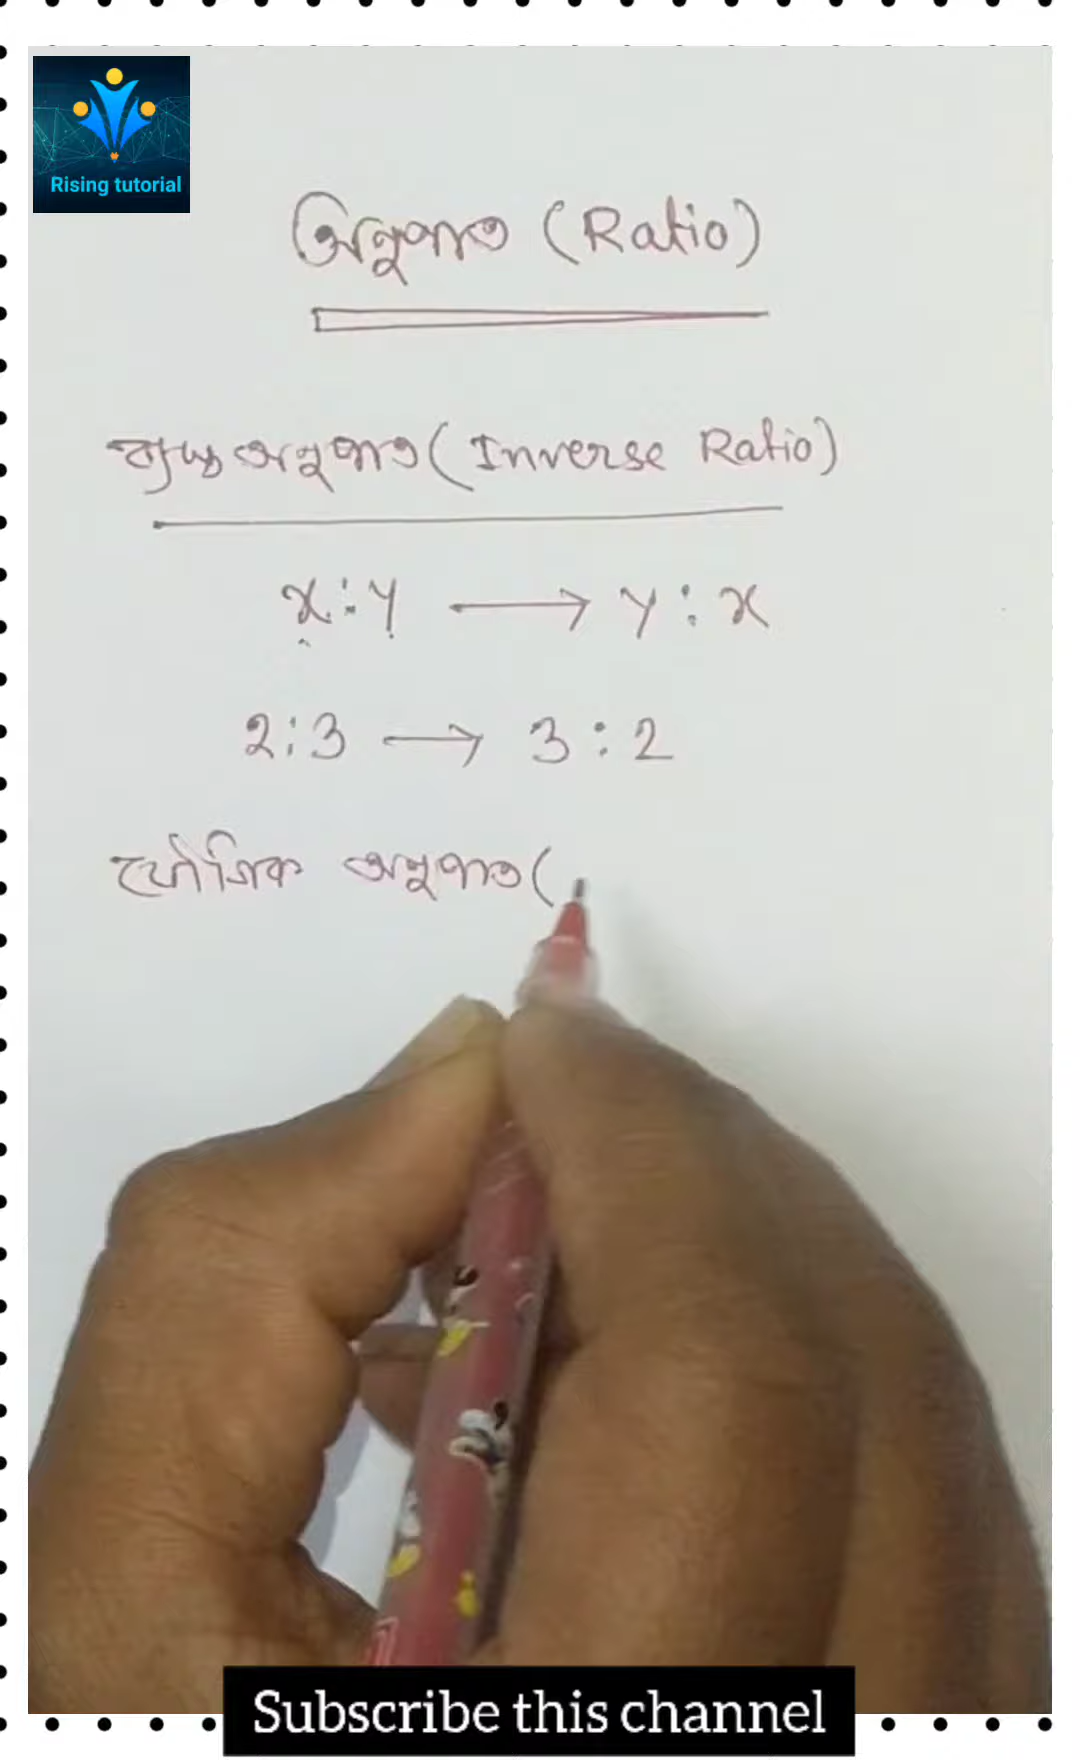 Rising tutorial
অনুপাত (Ratio)
ব্যস্ত অনুপাত (Inverse Ratio)
x : y → y : x
2 : 3 → 3 : 2
যৌগিক অনুপাত (
Subscribe this channel